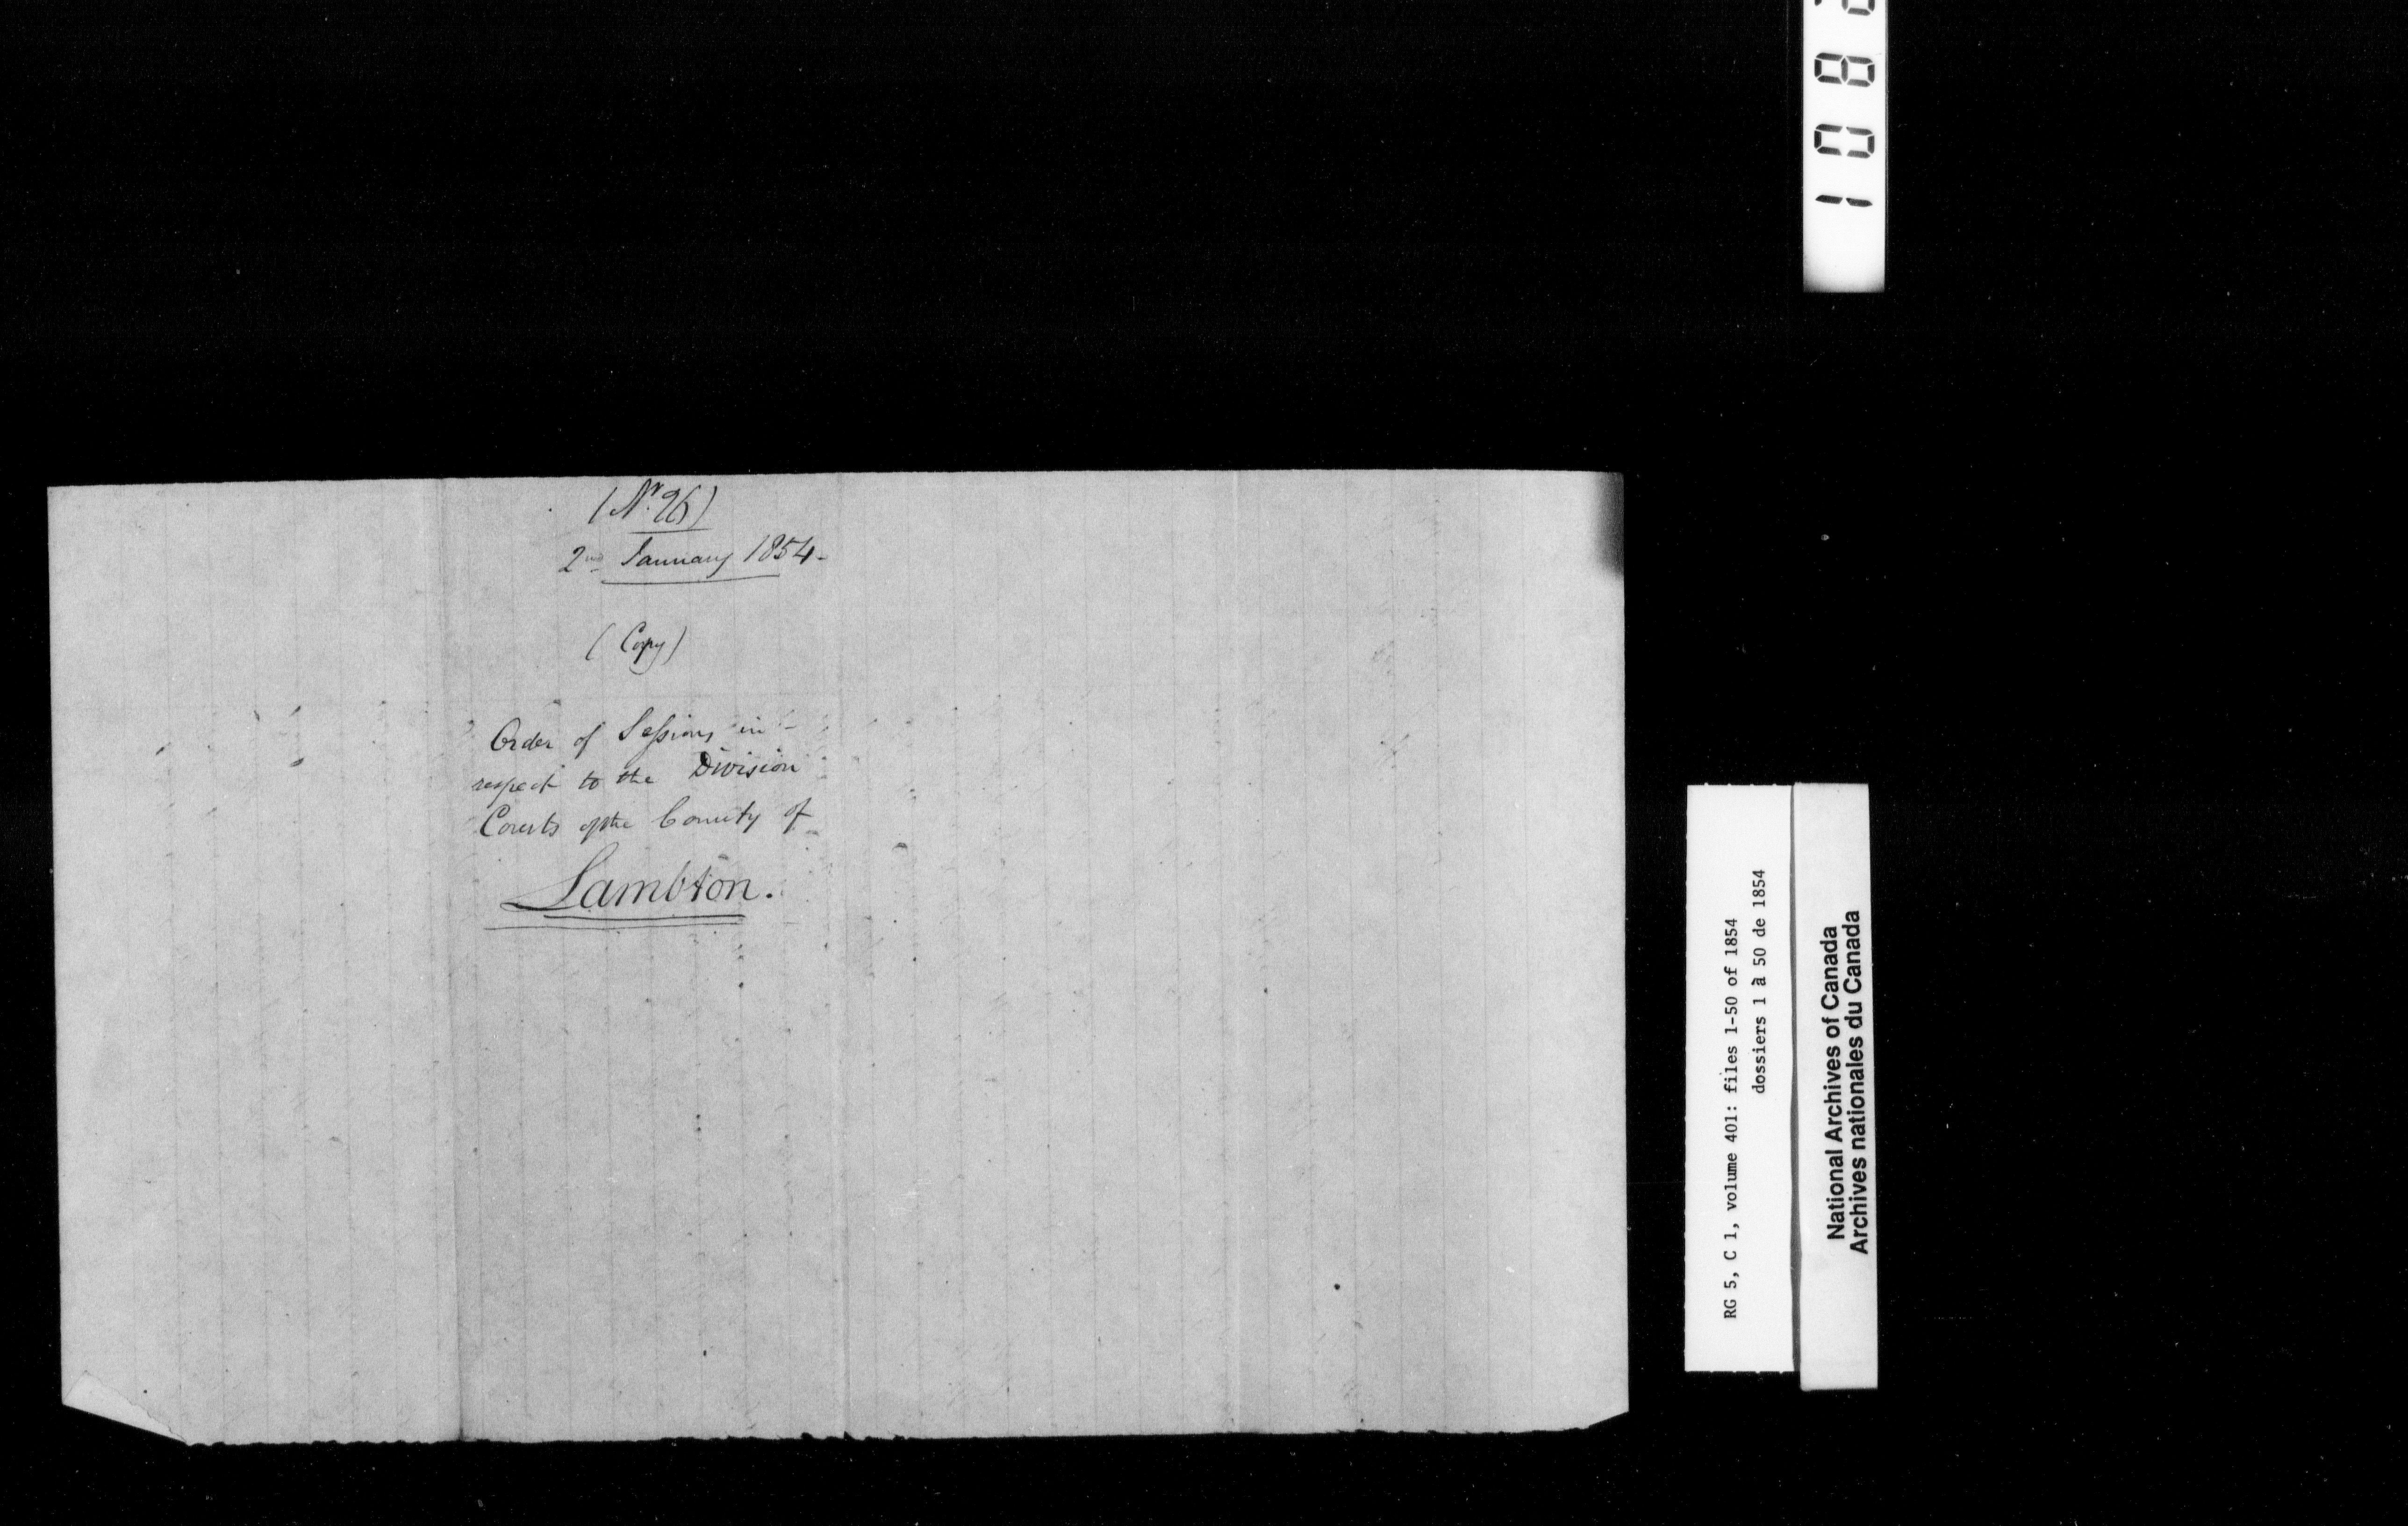 (No. 26)
2nd January 1854-
(Copy)
Order of Sessions in
respect to the Division
Courts of the County of
Lambton.
RG 5, C 1, volume 401: files 1-50 of 1854
dossiers 1 à 50 de 1854
National Archives of Canada
Archives nationales du Canada